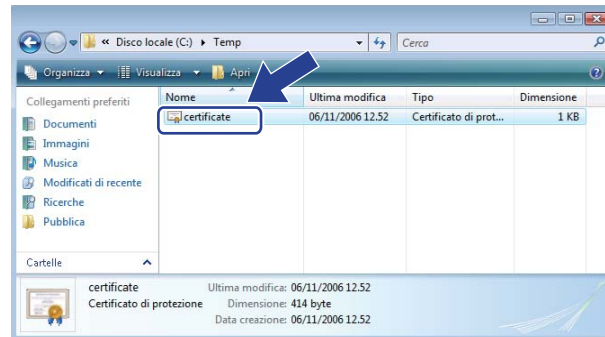 « Disco locale (C:) ▸ Temp Cerca
Organizza Visualizza Apri
Collegamenti preferiti
Documenti
Immagini
Musica
Modificati di recente
Ricerche
Pubblica
Cartelle
Nome Ultima modifica Tipo Dimensione
certificate 06/11/2006 12.52 Certificato di prot... 1 KB
certificate Ultima modifica: 06/11/2006 12.52
Certificato di protezione Dimensione: 414 byte
Data creazione: 06/11/2006 12.52